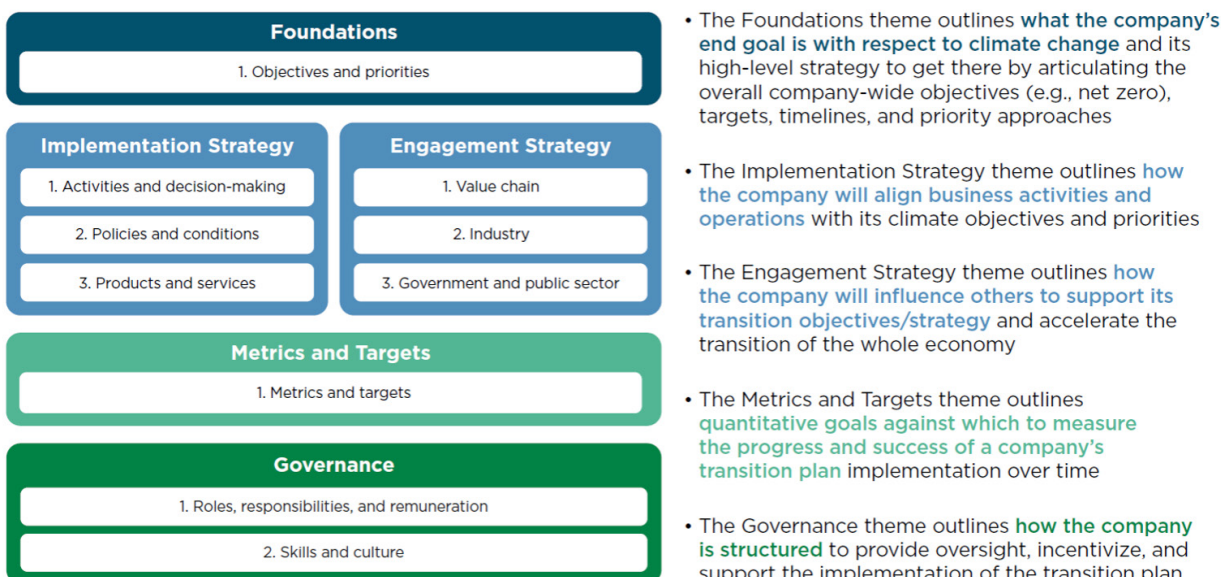 Foundations
1. Objectives and priorities
Implementation Strategy
1. Activities and decision-making
2. Policies and conditions
3. Products and services
Engagement Strategy
1. Value chain
2. Industry
3. Government and public sector
Metrics and Targets
1. Metrics and targets
Governance
1. Roles, responsibilities, and remuneration
2. Skills and culture
• The Foundations theme outlines what the company's
end goal is with respect to climate change and its
high-level strategy to get there by articulating the
overall company-wide objectives (e.g., net zero),
targets, timelines, and priority approaches
• The Implementation Strategy theme outlines how
the company will align business activities and
operations with its climate objectives and priorities
• The Engagement Strategy theme outlines how
the company will influence others to support its
transition objectives/strategy and accelerate the
transition of the whole economy
• The Metrics and Targets theme outlines
quantitative goals against which to measure
the progress and success of a company's
transition plan implementation over time
• The Governance theme outlines how the company
is structured to provide oversight, incentivize, and
support the implementation of the transition plan